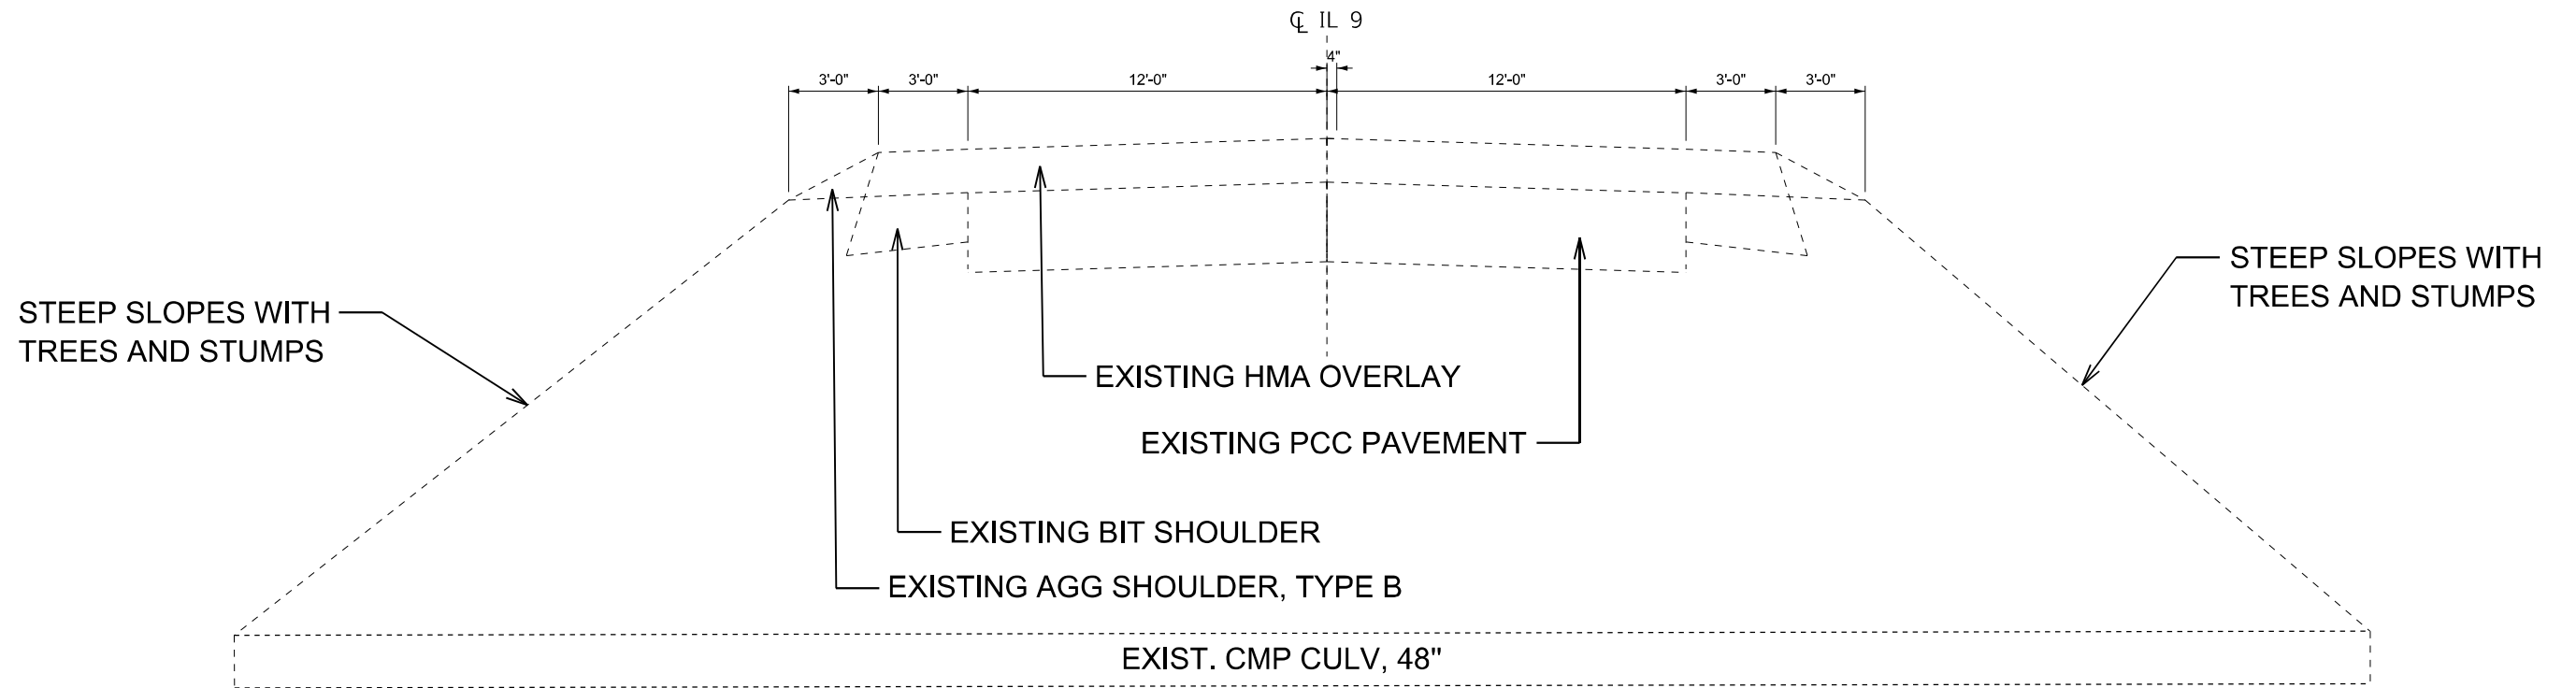 ℄ IL 9
4"
3'-0" 3'-0" 12'-0" 12'-0" 3'-0" 3'-0"
STEEP SLOPES WITH
TREES AND STUMPS
STEEP SLOPES WITH
TREES AND STUMPS
EXISTING HMA OVERLAY
EXISTING PCC PAVEMENT
EXISTING BIT SHOULDER
EXISTING AGG SHOULDER, TYPE B
EXIST. CMP CULV, 48"